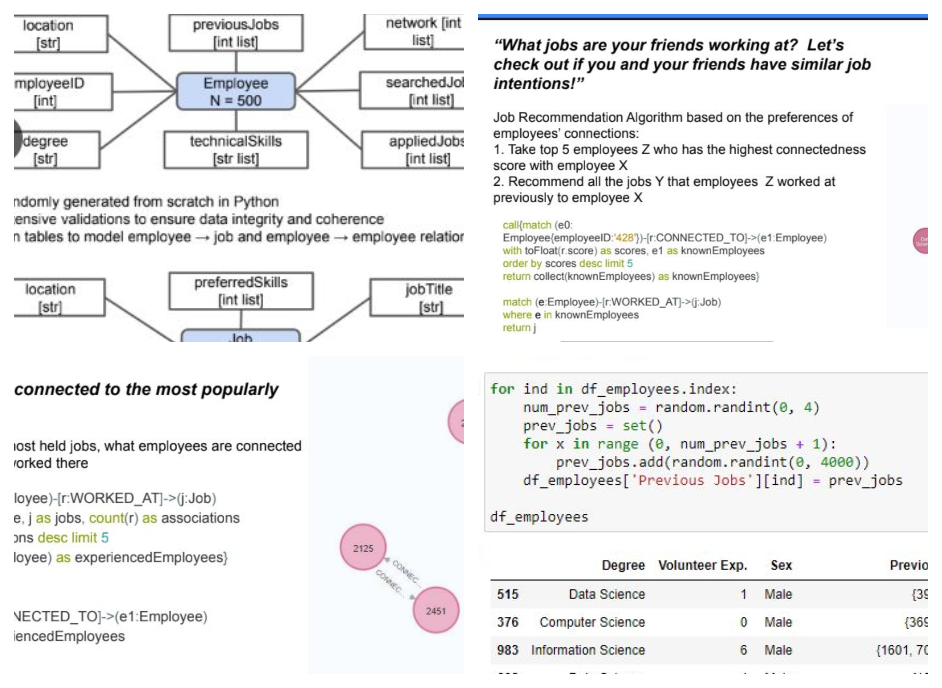 location
[str]
previousJobs
[int list]
network [int
list]
mployeeID
[int]
Employee
N = 500
searchedJo
[int list]
degree
[str]
technicalSkills
[str list]
appliedJobs
[int list]
ndomly generated from scratch in Python
ensive validations to ensure data integrity and coherence
n tables to model employee → job and employee → employee relation
location
[str]
preferredSkills
[int list]
jobTitle
[str]
Job
“What jobs are your friends working at? Let’s
check out if you and your friends have similar job
intentions!”
Job Recommendation Algorithm based on the preferences of
employees’ connections:
1. Take top 5 employees Z who has the highest connectedness
score with employee X
2. Recommend all the jobs Y that employees Z worked at
previously to employee X
call{match (e0:
Employee{employeeID:'428'})-[r:CONNECTED_TO]->(e1:Employee)
with toFloat(r.score) as scores, e1 as knownEmployees
order by scores desc limit 5
return collect(knownEmployees) as knownEmployees}
match (e:Employee)-[r:WORKED_AT]->(j:Job)
where e in knownEmployees
return j
connected to the most popularly
nost held jobs, what employees are connected
vorked there
loyee)-[r:WORKED_AT]->(j:Job)
e, j as jobs, count(r) as associations
ons desc limit 5
loyee) as experiencedEmployees}
NECTED_TO]->(e1:Employee)
iencedEmployees
2125
CONNEC...
CONNEC...
2451
for ind in df_employees.index:
num_prev_jobs = random.randint(0, 4)
prev_jobs = set()
for x in range (0, num_prev_jobs + 1):
prev_jobs.add(random.randint(0, 4000))
df_employees['Previous Jobs'][ind] = prev_jobs
df_employees
Degree Volunteer Exp. Sex Previo
515 Data Science 1 Male {39
376 Computer Science 0 Male {369
983 Information Science 6 Male {1601, 70